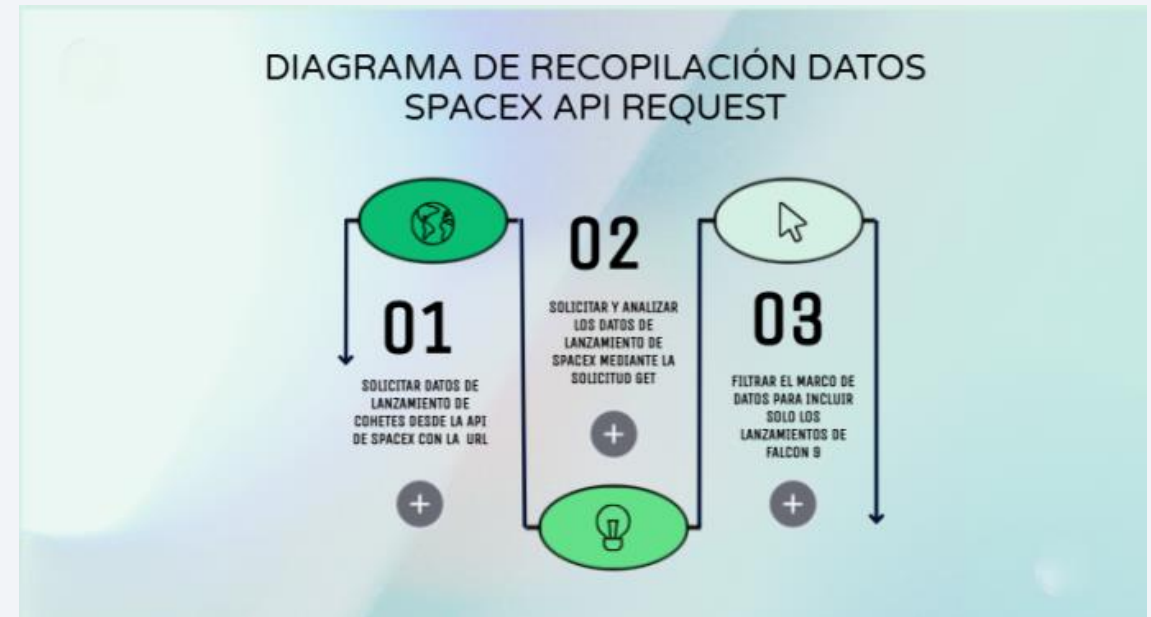 DIAGRAMA DE RECOPILACIÓN DATOS
SPACEX API REQUEST
01
SOLICITAR DATOS DE
LANZAMIENTO DE
COHETES DESDE LA API
DE SPACEX CON LA URL
02
SOLICITAR Y ANALIZAR
LOS DATOS DE
LANZAMIENTO DE
SPACEX MEDIANTE LA
SOLICITUD GET
03
FILTRAR EL MARCO DE
DATOS PARA INCLUIR
SOLO LOS
LANZAMIENTOS DE
FALCON 9